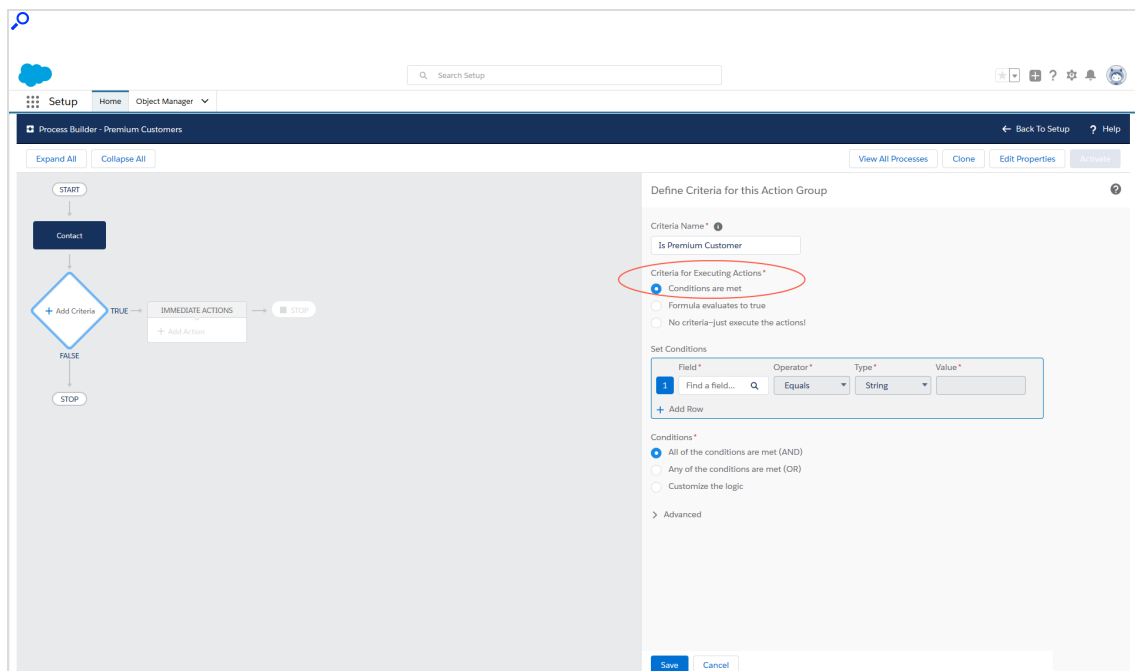 Search Setup
Setup Home Object Manager
Process Builder - Premium Customers ← Back To Setup ? Help
Expand All Collapse All View All Processes Clone Edit Properties Activate
START
Contact
+ Add Criteria TRUE IMMEDIATE ACTIONS STOP
+ Add Action
FALSE
STOP
Define Criteria for this Action Group
Criteria Name*
Is Premium Customer
Criteria for Executing Actions*
Conditions are met
Formula evaluates to true
No criteria–just execute the actions!
Set Conditions
Field* Operator* Type* Value*
1 Find a field... Equals String
+ Add Row
Conditions*
All of the conditions are met (AND)
Any of the conditions are met (OR)
Customize the logic
Advanced
Save Cancel